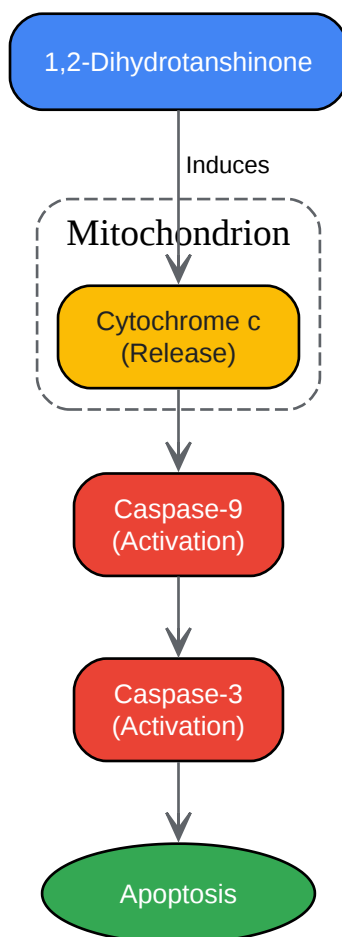 1,2-Dihydrotanshinone
Induces
Mitochondrion
Cytochrome c
(Release)
Caspase-9
(Activation)
Caspase-3
(Activation)
Apoptosis